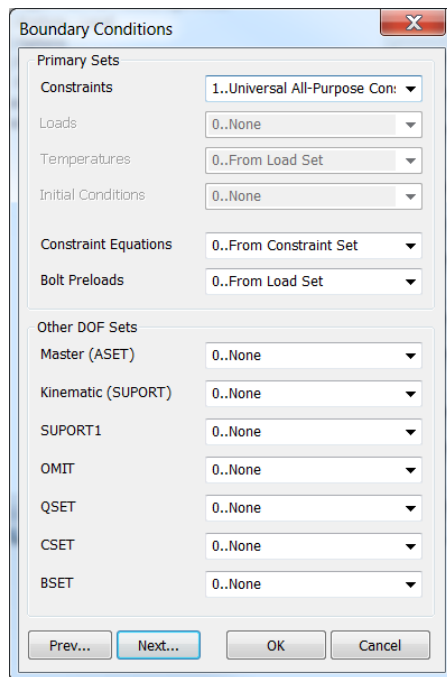 Boundary Conditions
X
Primary Sets
Constraints 1..Universal All-Purpose Con:
Loads 0..None
Temperatures 0..From Load Set
Initial Conditions 0..None
Constraint Equations 0..From Constraint Set
Bolt Preloads 0..From Load Set
Other DOF Sets
Master (ASET) 0..None
Kinematic (SUPORT) 0..None
SUPORT1 0..None
OMIT 0..None
QSET 0..None
CSET 0..None
BSET 0..None
Prev... Next... OK Cancel